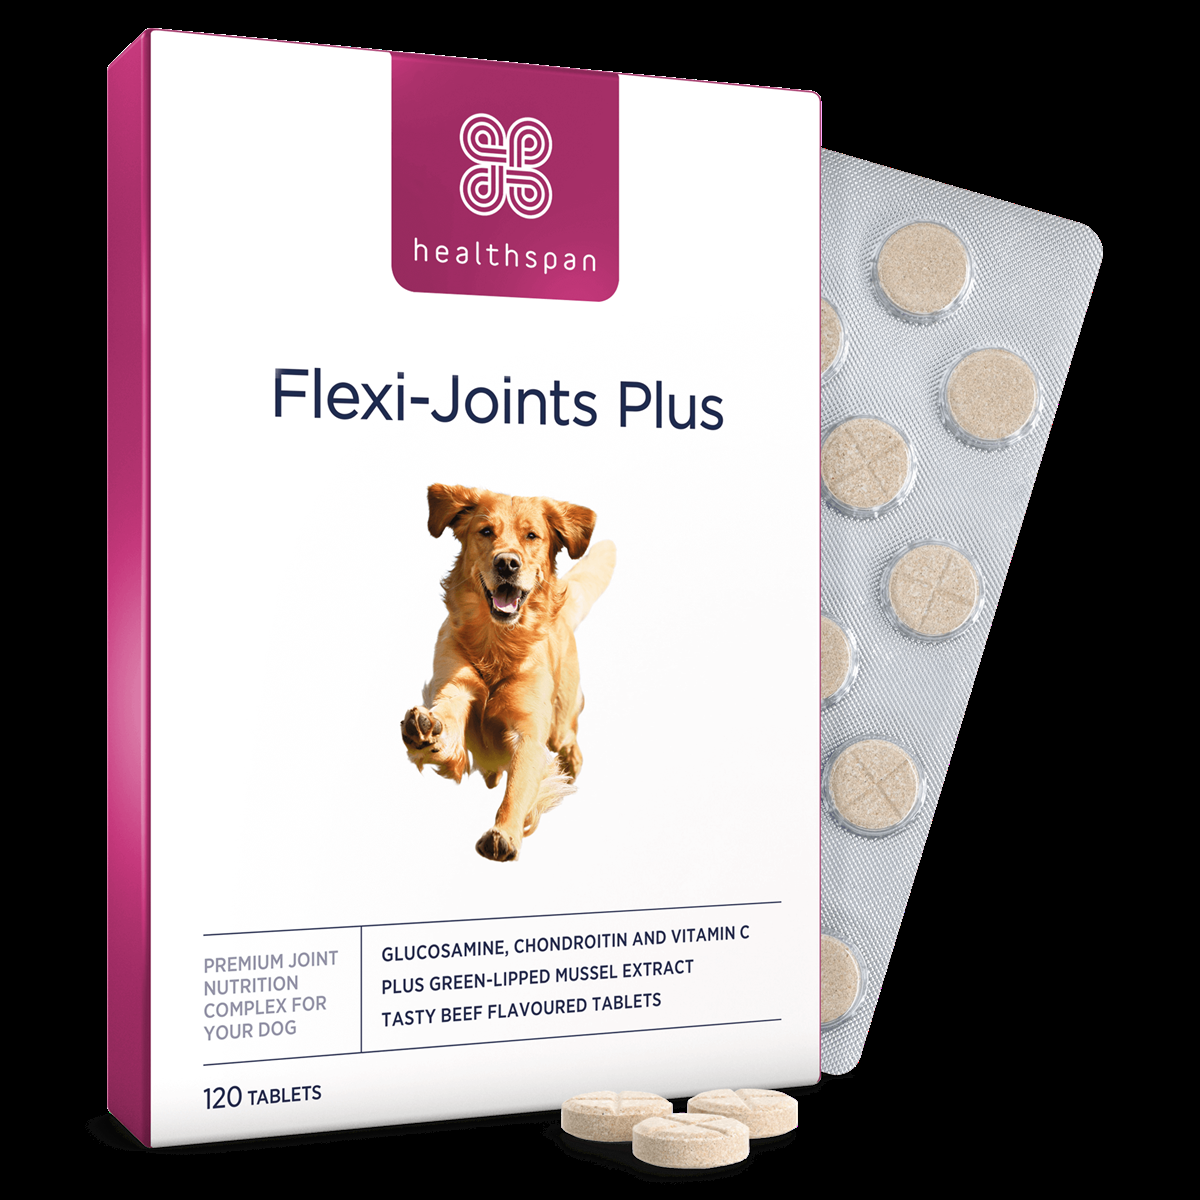 healthspan
Flexi-Joints Plus
PREMIUM JOINT
NUTRITION
COMPLEX FOR
YOUR DOG
GLUCOSAMINE, CHONDROITIN AND VITAMIN C
PLUS GREEN-LIPPED MUSSEL EXTRACT
TASTY BEEF FLAVOURED TABLETS
120 TABLETS